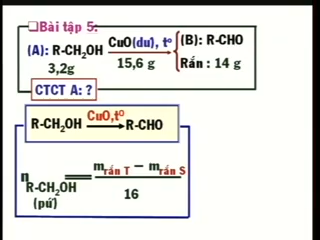 Bài tập 5:
(A): R-CH₂OH CuO(dư), t° (B): R-CHO
3,2g 15,6 g Rắn : 14 g
CTCT A: ?
R-CH₂OH CuO,t° R-CHO
n R-CH₂OH (pứ) = m rắn T − m rắn S
16